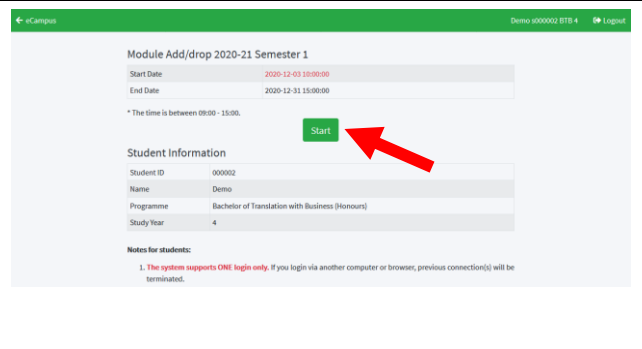 eCampus
Demo s000002 BTB 4 Logout
Module Add/drop 2020-21 Semester 1
Start Date 2020-12-03 10:00:00
End Date 2020-12-31 15:00:00
* The time is between 09:00 - 15:00.
Start
Student Information
Student ID 000002
Name Demo
Programme Bachelor of Translation with Business (Honours)
Study Year 4
Notes for students:
1. The system supports ONE login only. If you login via another computer or browser, previous connection(s) will be
terminated.